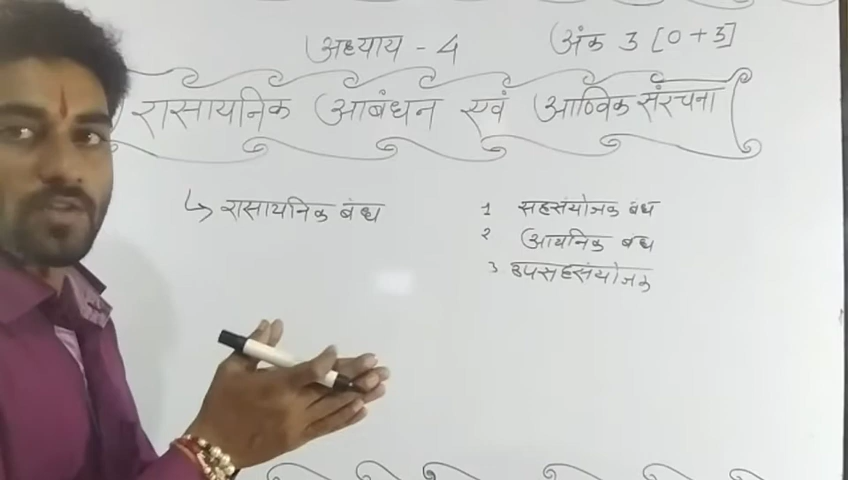 अध्याय - 4 अंक 3 [0+3]
रासायनिक आबंधन एवं आण्विक संरचना
↳ रासायनिक बंध
1 सहसंयोजक बंध
2 आयनिक बंध
3 उपसहसंयोजक